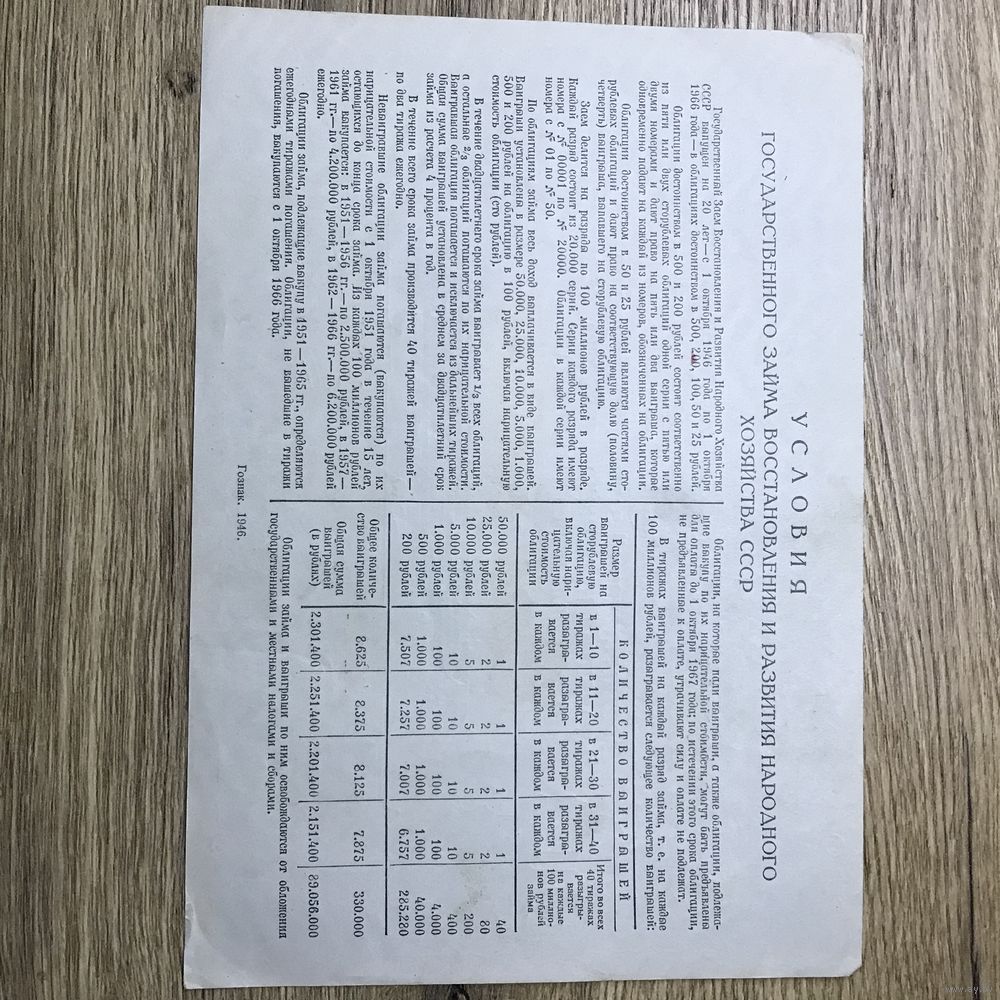 УСЛОВИЯ
ГОСУДАРСТВЕННОГО ЗАЙМА ВОССТАНОВЛЕНИЯ И РАЗВИТИЯ НАРОДНОГО
ХОЗЯЙСТВА СССР
Государственный Заем Восстановления и Развития Народного Хозяйства
СССР выпущен на 20 лет—с 1 октября 1946 года по 1 октября
1966 года—в облигациях достоинством в 500, 200, 100, 50 и 25 рублей.
Облигации достоинством в 500 и 200 рублей состоят соответственно
из пяти или двух сторублевых облигаций одной серии с пятью или
двумя номерами и дают право на пять или два выигрыша, которые
одновременно падают на каждый из номеров, обозначенных на облигации.
Облигации достоинством в 50 и 25 рублей являются частями сто-
рублевых облигаций и дают право на соответствующую долю (половину,
четверть) выигрыша, выпавшего на сторублевую облигацию.
Заем делится на разряды по 100 миллионов рублей в разряде.
Каждый разряд состоит из 20.000 серий. Серии каждого разряда имеют
номера с № 00001 по № 20000. Облигации в каждой серии имеют
номера с № 01 по № 50.
По облигациям займа весь доход выплачивается в виде выигрышей.
Выигрыши установлены в размере 50.000, 25.000, 10.000, 5.000, 1.000,
500 и 200 рублей на облигацию в 100 рублей, включая нарицательную
стоимость облигации (сто рублей).
В течение двадцатилетнего срока займа выигрывает 1/3 всех облигаций,
а остальные 2/3 облигаций погашаются по их нарицательной стоимости.
Выигравшая облигация погашается и исключается из дальнейших тиражей.
Общая сумма выигрышей установлена в среднем за двадцатилетний срок
займа из расчета 4 процента в год.
В течение всего срока займа производится 40 тиражей выигрышей—
по два тиража ежегодно.
Невыигравшие облигации займа погашаются (выкупаются) по их
нарицательной стоимости с 1 октября 1951 года в течение 15 лет,
остающихся до конца срока займа. Из каждых 100 миллионов рублей
займа выкупается: в 1951—1956 гг.—по 2.500.000 рублей, в 1957—
1961 гг.—по 4.200.000 рублей, в 1962—1966 гг.—по 6.200.000 рублей
ежегодно.
Облигации займа, подлежащие выкупу в 1951—1965 гг., определяются
ежегодными тиражами погашения. Облигации, не вышедшие в тиражи
погашения, выкупаются с 1 октября 1966 года.
Облигации, на которые пали выигрыши, а также облигации, подлежа-
щие выкупу по их нарицательной стоимости, могут быть предъявлены
для оплаты до 1 октября 1967 года; по истечении этого срока облигации,
не предъявленные к оплате, утрачивают силу и оплате не подлежат.
В тиражах выигрышей на каждый разряд займа, т. е. на каждые
100 миллионов рублей, разыгрывается следующее количество выигрышей:
Размер
выигрышей на
сторублевую
облигацию,
включая нари-
цательную
стоимость
облигации
КОЛИЧЕСТВО ВЫИГРЫШЕЙ
в 1—10
тиражах
разыгры-
вается
в каждом
в 11—20
тиражах
разыгры-
вается
в каждом
в 21—30
тиражах
разыгры-
вается
в каждом
в 31—40
тиражах
разыгры-
вается
в каждом
Итого во всех
40 тиражах
разыгры-
вается
на каждые
100 миллио-
нов рублей
займа
50.000 рублей 1 1 1 1 40
25.000 рублей 2 2 2 2 80
10.000 рублей 5 5 5 5 200
5.000 рублей 10 10 10 10 400
1.000 рублей 100 100 100 100 4.000
500 рублей 1.000 1.000 1.000 1.000 40.000
200 рублей 7.507 7.257 7.007 6.757 285.280
Общее количе-
ство выигрышей 8.625 8.375 8.125 7.875 330.000
Общая сумма
выигрышей
(в рублях) 2.301.400 2.251.400 2.201.400 2.151.400 89.056.000
Облигации займа и выигрыши по ним освобождаются от обложения
государственными и местными налогами и сборами.
Гознак. 1946.